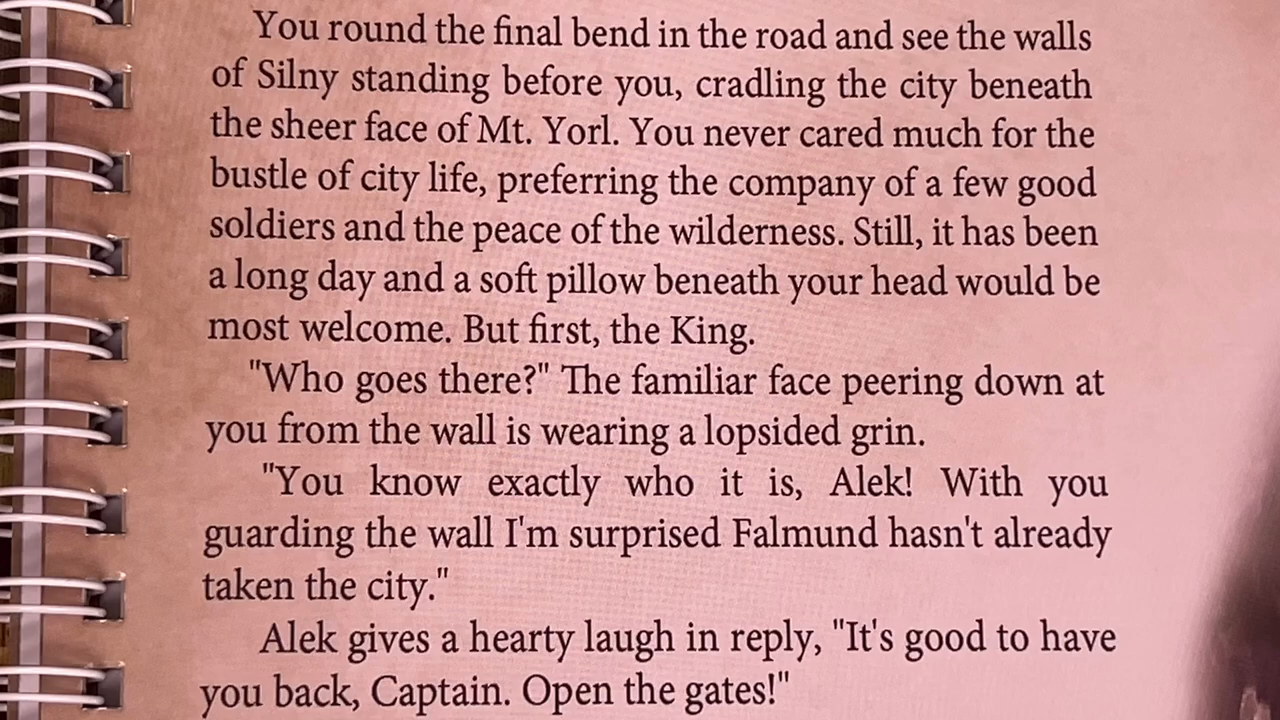 You round the final bend in the road and see the walls
of Silny standing before you, cradling the city beneath
the sheer face of Mt. Yorl. You never cared much for the
bustle of city life, preferring the company of a few good
soldiers and the peace of the wilderness. Still, it has been
a long day and a soft pillow beneath your head would be
most welcome. But first, the King.
"Who goes there?" The familiar face peering down at
you from the wall is wearing a lopsided grin.
"You know exactly who it is, Alek! With you
guarding the wall I'm surprised Falmund hasn't already
taken the city."
Alek gives a hearty laugh in reply, "It's good to have
you back, Captain. Open the gates!"